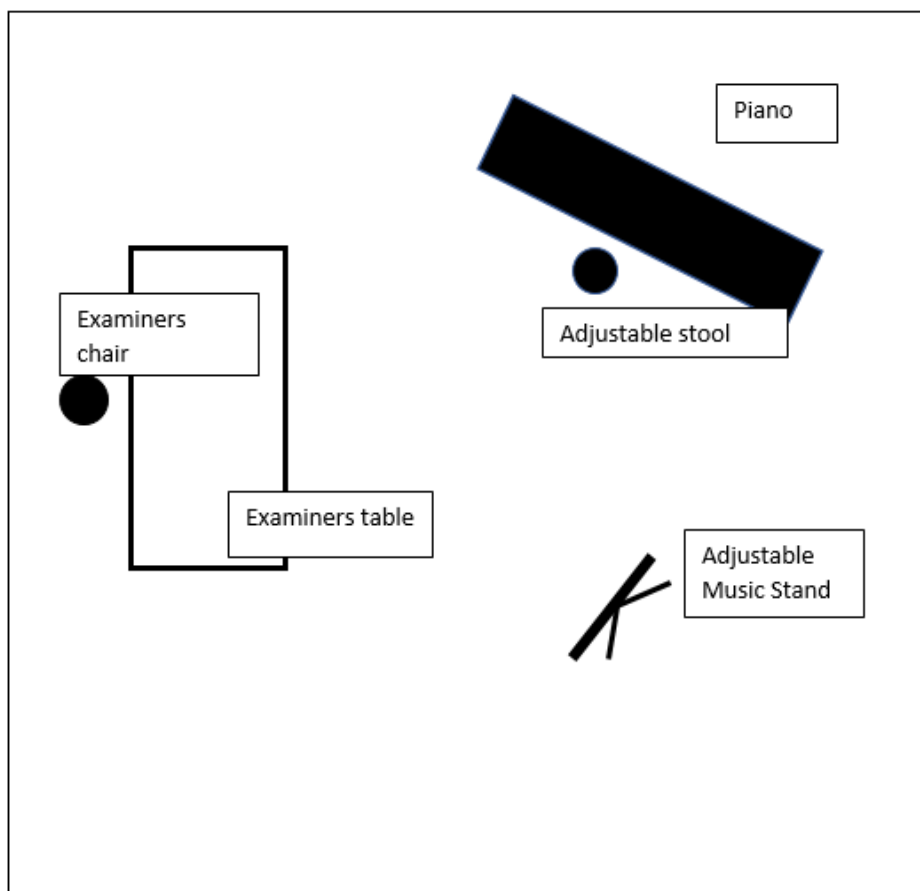 Piano
Examiners
chair
Adjustable stool
Examiners table
Adjustable
Music Stand